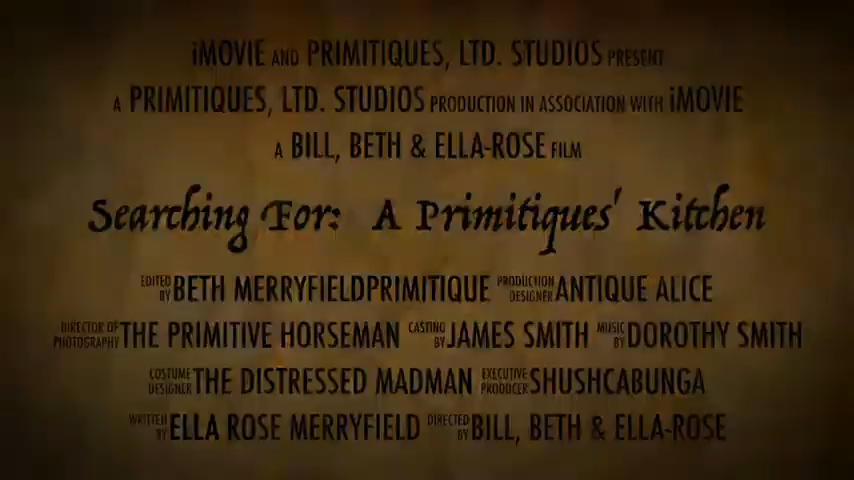 iMOVIE AND PRIMITIQUES, LTD. STUDIOS PRESENT
A PRIMITIQUES, LTD. STUDIOS PRODUCTION IN ASSOCIATION WITH iMOVIE
A BILL, BETH & ELLA-ROSE FILM
Searching For: A Primitiques' Kitchen
EDITED BY BETH MERRYFIELDPRIMITIQUE PRODUCTION DESIGNER ANTIQUE ALICE
DIRECTOR OF PHOTOGRAPHY THE PRIMITIVE HORSEMAN CASTING BY JAMES SMITH MUSIC BY DOROTHY SMITH
COSTUME DESIGNER THE DISTRESSED MADMAN EXECUTIVE PRODUCER SHUSHCABUNGA
WRITTEN BY ELLA ROSE MERRYFIELD DIRECTED BY BILL, BETH & ELLA-ROSE